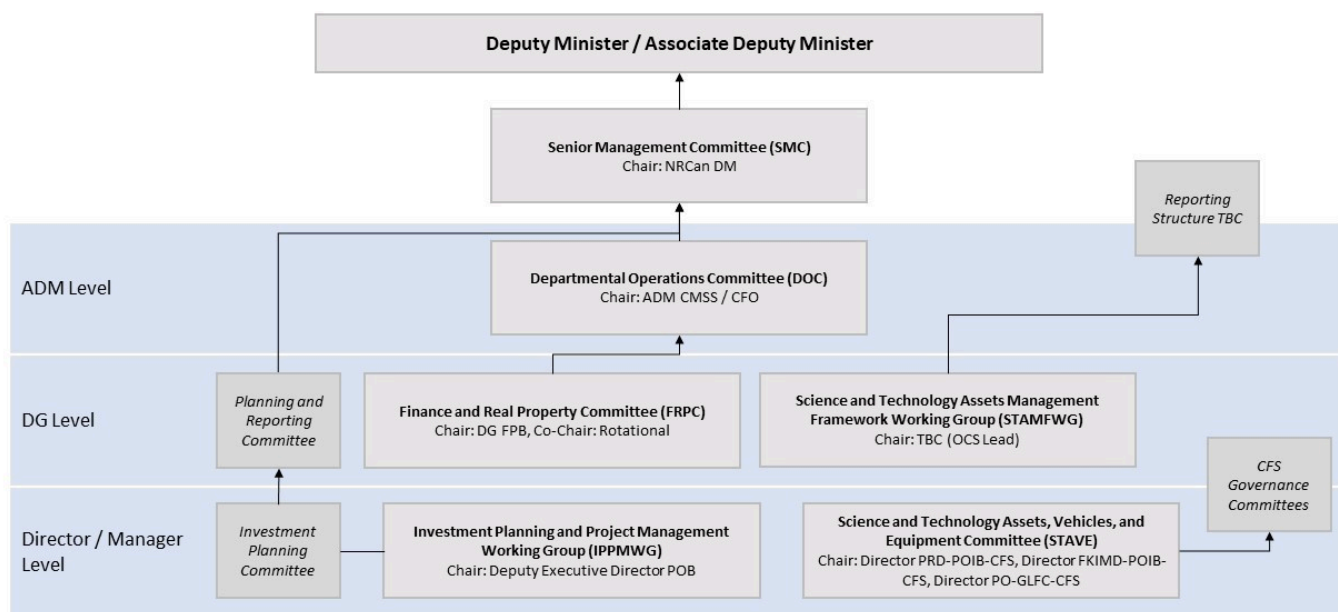 Deputy Minister / Associate Deputy Minister
Senior Management Committee (SMC)
Chair: NRCan DM
Reporting
Structure TBC
ADM Level
Departmental Operations Committee (DOC)
Chair: ADM CMSS / CFO
DG Level
Planning and
Reporting
Committee
Finance and Real Property Committee (FRPC)
Chair: DG FPB, Co-Chair: Rotational
Science and Technology Assets Management
Framework Working Group (STAMFWG)
Chair: TBC (OCS Lead)
CFS
Governance
Committees
Director / Manager
Level
Investment
Planning
Committee
Investment Planning and Project Management
Working Group (IPPMWG)
Chair: Deputy Executive Director POB
Science and Technology Assets, Vehicles, and
Equipment Committee (STAVE)
Chair: Director PRD-POIB-CFS, Director FKIMD-POIB-
CFS, Director PO-GLFC-CFS